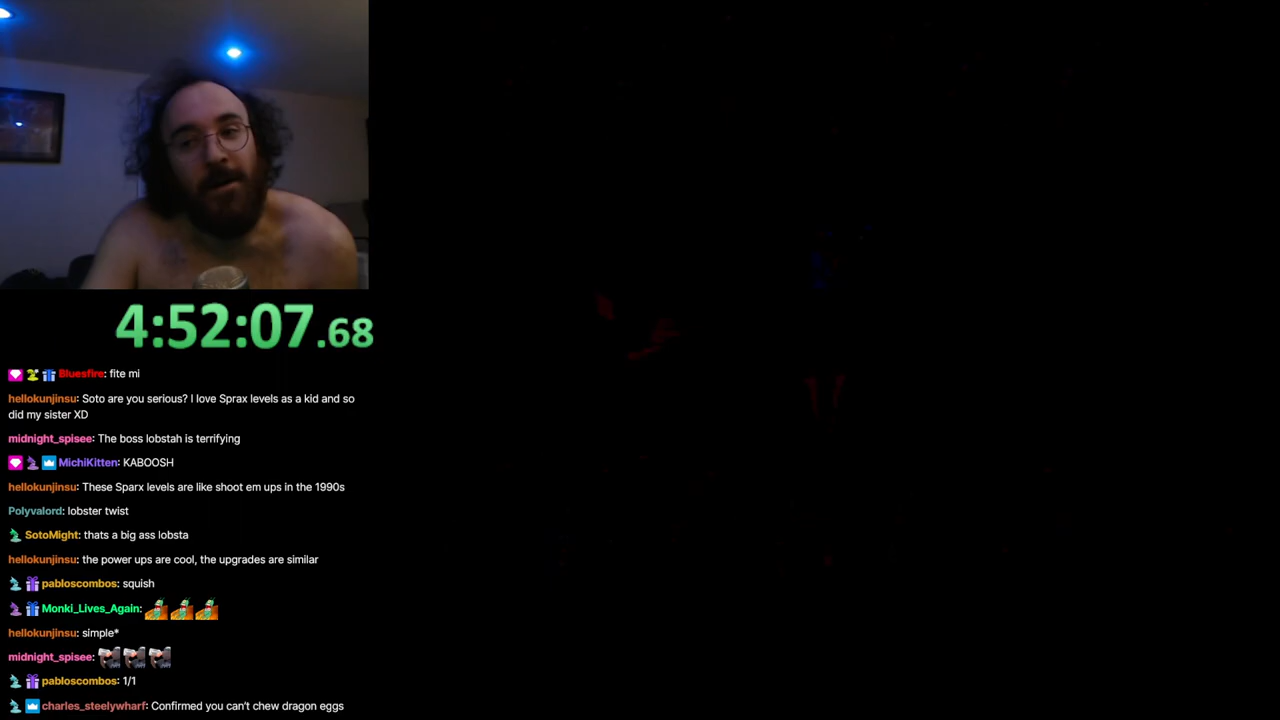 4:52:07.68
Bluesfire: fite mi
hellokunjinsu: Soto are you serious? I love Sprax levels as a kid and so
did my sister XD
midnight_spisee: The boss lobstah is terrifying
MichiKitten: KABOOSH
hellokunjinsu: These Sparx levels are like shoot em ups in the 1990s
Polyvalord: lobster twist
SotoMight: thats a big ass lobsta
hellokunjinsu: the power ups are cool, the upgrades are similar
pabloscombos: squish
Monki_Lives_Again:
hellokunjinsu: simple*
midnight_spisee:
pabloscombos: 1/1
charles_steelywharf: Confirmed you can’t chew dragon eggs